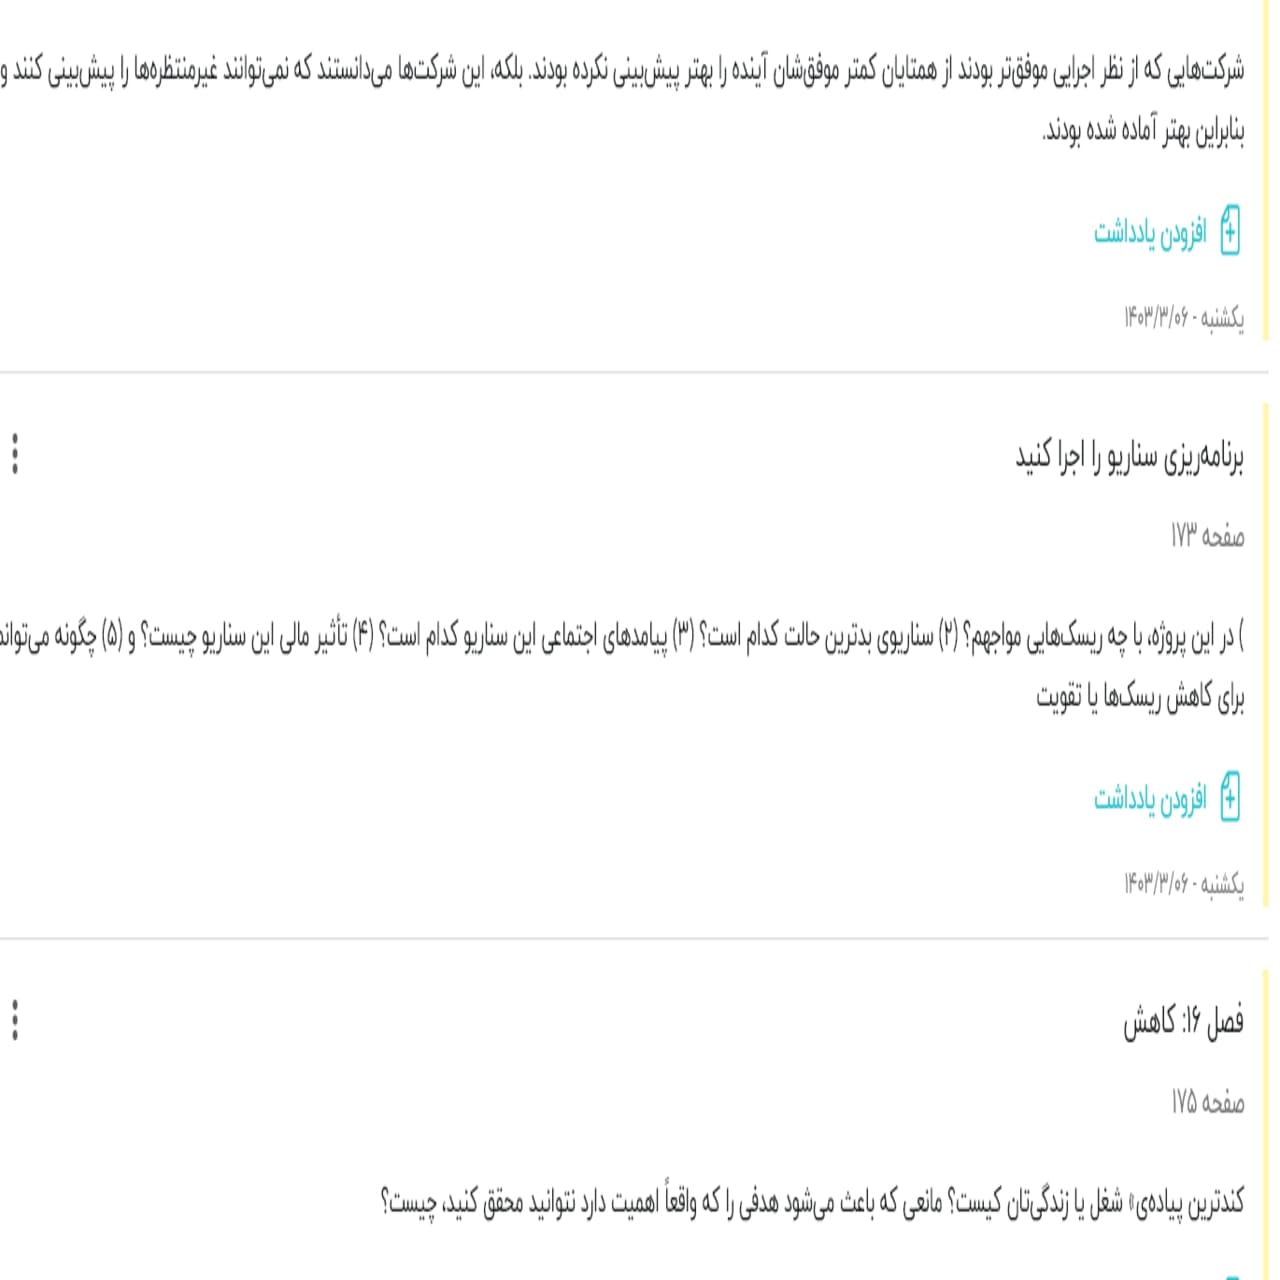 شرکت‌هایی که از نظر اجرایی موفق‌تر بودند از همتایان کمتر موفق‌شان آینده را بهتر پیش‌بینی نکرده بودند. بلکه، این شرکت‌ها می‌دانستند که نمی‌توانند غیرمنتظره‌ها را پیش‌بینی کنند و
بنابراین بهتر آماده شده بودند.
افزودن یادداشت
یکشنبه - ۱۴۰۳/۳/۰۶
برنامه‌ریزی سناریو را اجرا کنید
صفحه ۱۷۳
) در این پروژه، با چه ریسک‌هایی مواجهم؟ (۲) سناریوی بدترین حالت کدام است؟ (۳) پیامدهای اجتماعی این سناریو کدام است؟ (۴) تأثیر مالی این سناریو چیست؟ و (۵) چگونه می‌توان
برای کاهش ریسک‌ها یا تقویت
افزودن یادداشت
یکشنبه - ۱۴۰۳/۳/۰۶
فصل ۱۶: کاهش
صفحه ۱۷۵
کندترین پیاده‌ی» شغل یا زندگی‌تان کیست؟ مانعی که باعث می‌شود هدفی را که واقعاً اهمیت دارد نتوانید محقق کنید، چیست؟